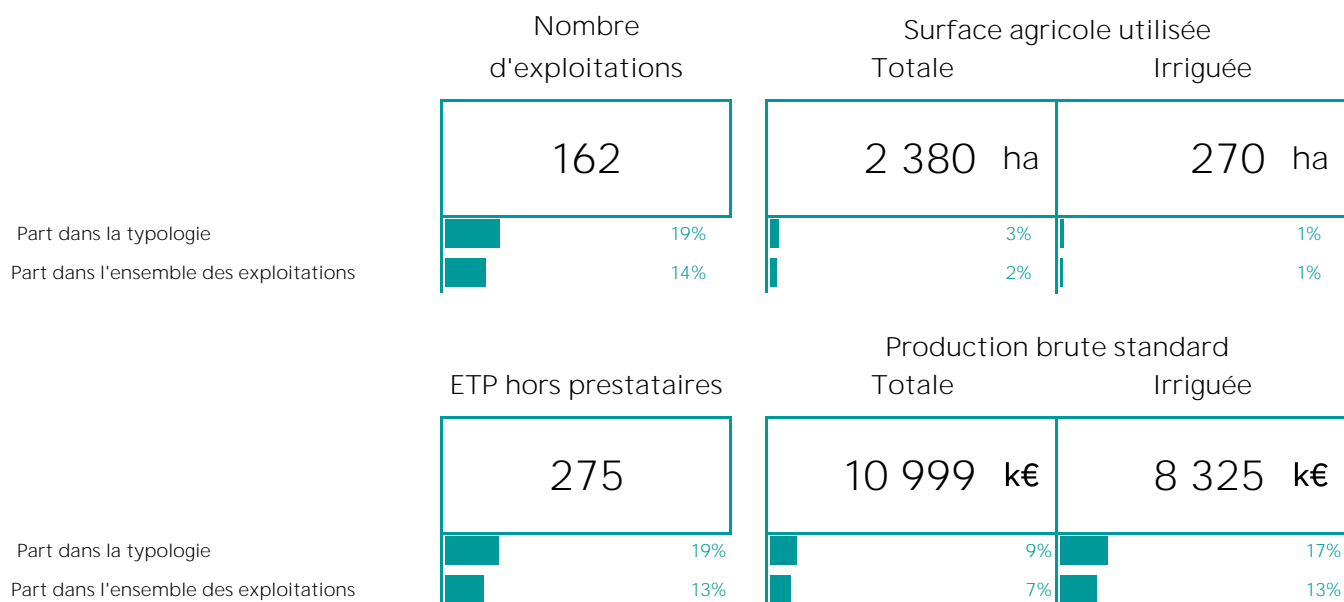 Nombre
d'exploitations
Surface agricole utilisée
Totale Irriguée
162 2 380 ha 270 ha
Part dans la typologie 19% 3% 1%
Part dans l'ensemble des exploitations 14% 2% 1%
Production brute standard
ETP hors prestataires Totale Irriguée
275 10 999 k€ 8 325 k€
Part dans la typologie 19% 9% 17%
Part dans l'ensemble des exploitations 13% 7% 13%